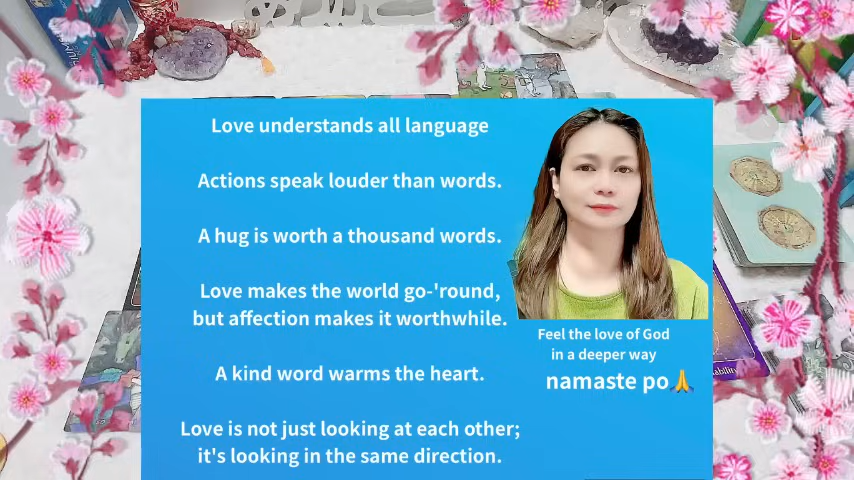 Love understands all language
Actions speak louder than words.
A hug is worth a thousand words.
Love makes the world go-'round,
but affection makes it worthwhile.
A kind word warms the heart.
Love is not just looking at each other;
it's looking in the same direction.
Feel the love of God
in a deeper way
namaste po🙏